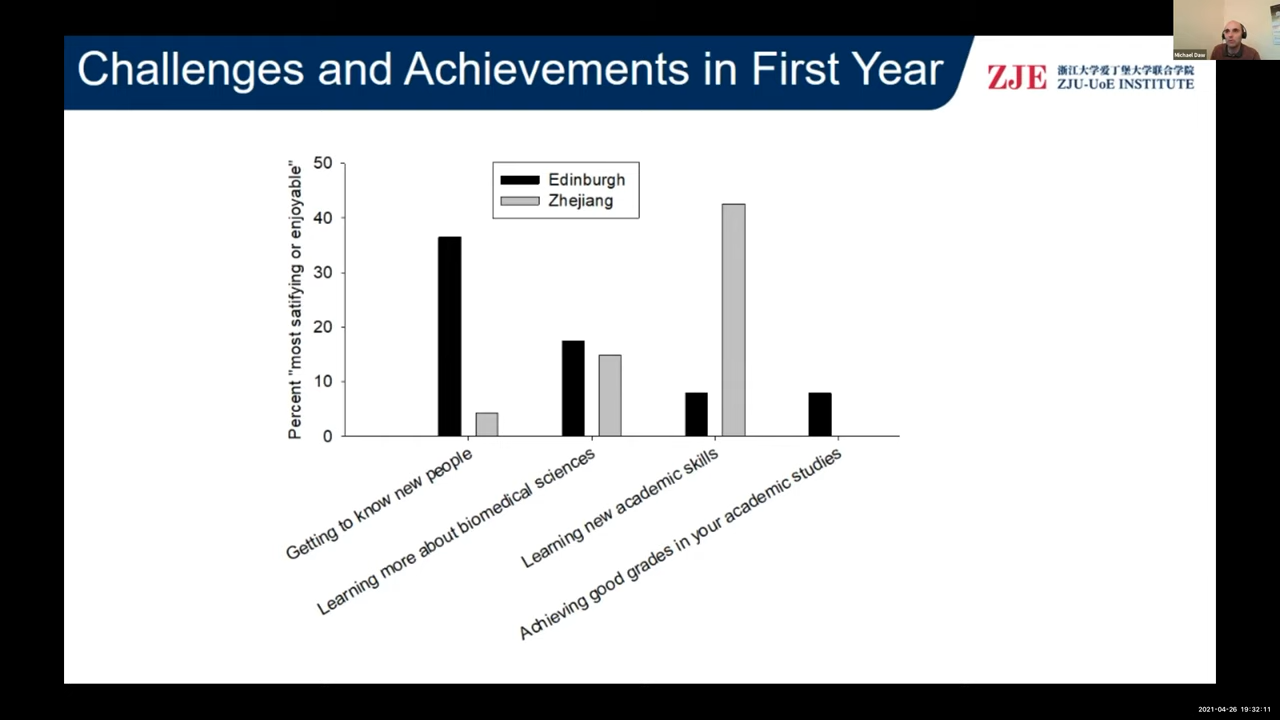 Challenges and Achievements in First Year
ZJE
浙江大学爱丁堡大学联合学院
ZJU-UoE INSTITUTE
Michael Daw
Percent "most satifying or enjoyable"
50
40
30
20
10
0
Edinburgh
Zhejiang
Getting to know new people
Learning more about biomedical sciences
Learning new academic skills
Achieving good grades in your academic studies
2021-04-26 19:32:11